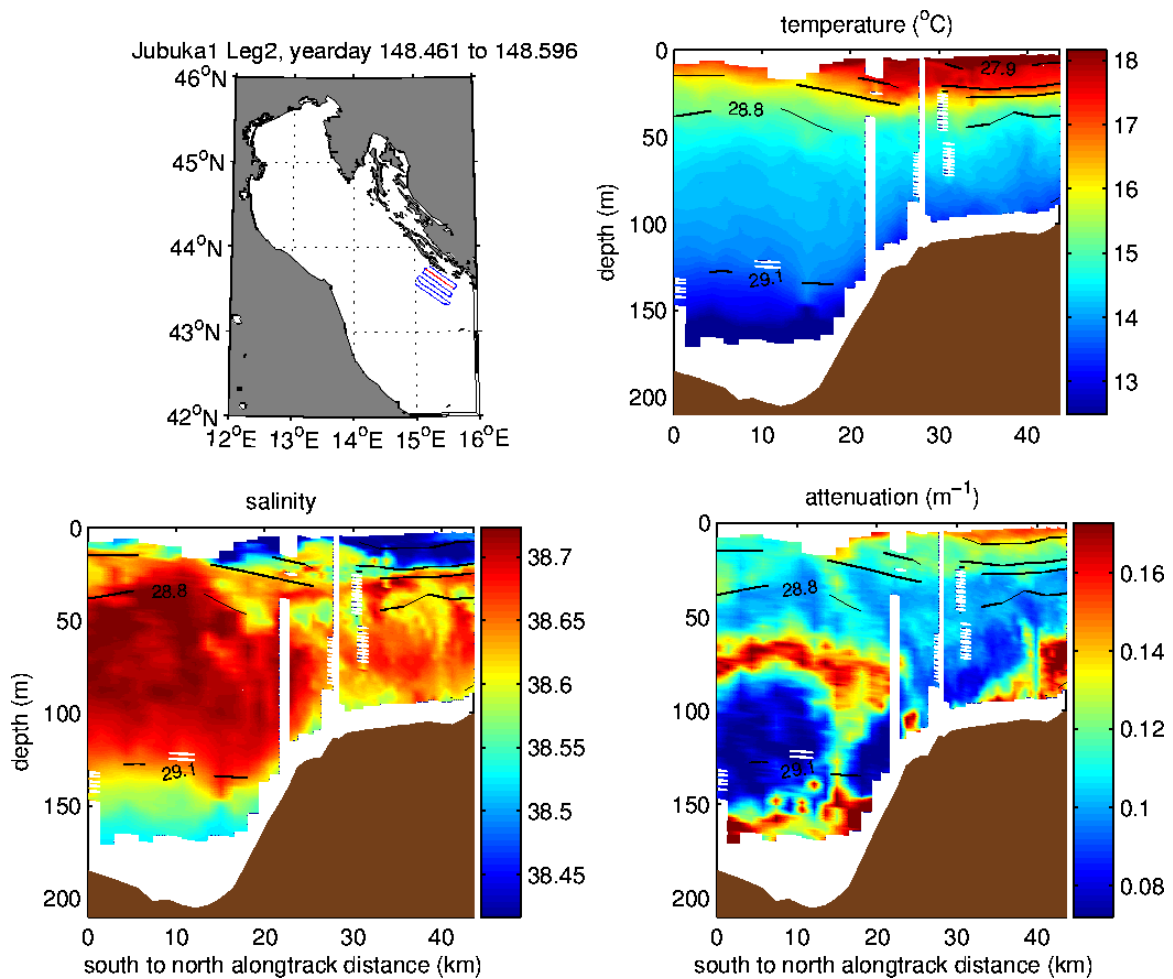 Jubuka1 Leg2, yearday 148.461 to 148.596
46°N
45°N
44°N
43°N
42°N
12°E 13°E 14°E 15°E 16°E
temperature (°C)
0
50
100
150
200
depth (m)
0 10 20 30 40
27.9
28.8
29.1
18
17
16
15
14
13
salinity
0
50
100
150
200
depth (m)
0 10 20 30 40
south to north alongtrack distance (km)
28.8
29.1
38.7
38.65
38.6
38.55
38.5
38.45
attenuation (m⁻¹)
0
50
100
150
200
depth (m)
0 10 20 30 40
south to north alongtrack distance (km)
28.8
29.1
0.16
0.14
0.12
0.1
0.08